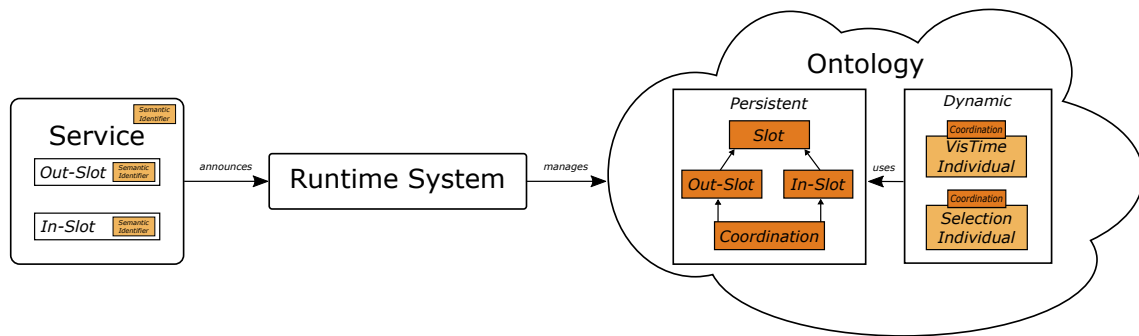 Semantic
Identifier
Service
Out-Slot
Semantic
Identifier
In-Slot
Semantic
Identifier
announces
Runtime System
manages
Ontology
Persistent
Slot
Out-Slot
In-Slot
Coordination
uses
Dynamic
Coordination
VisTime
Individual
Coordination
Selection
Individual